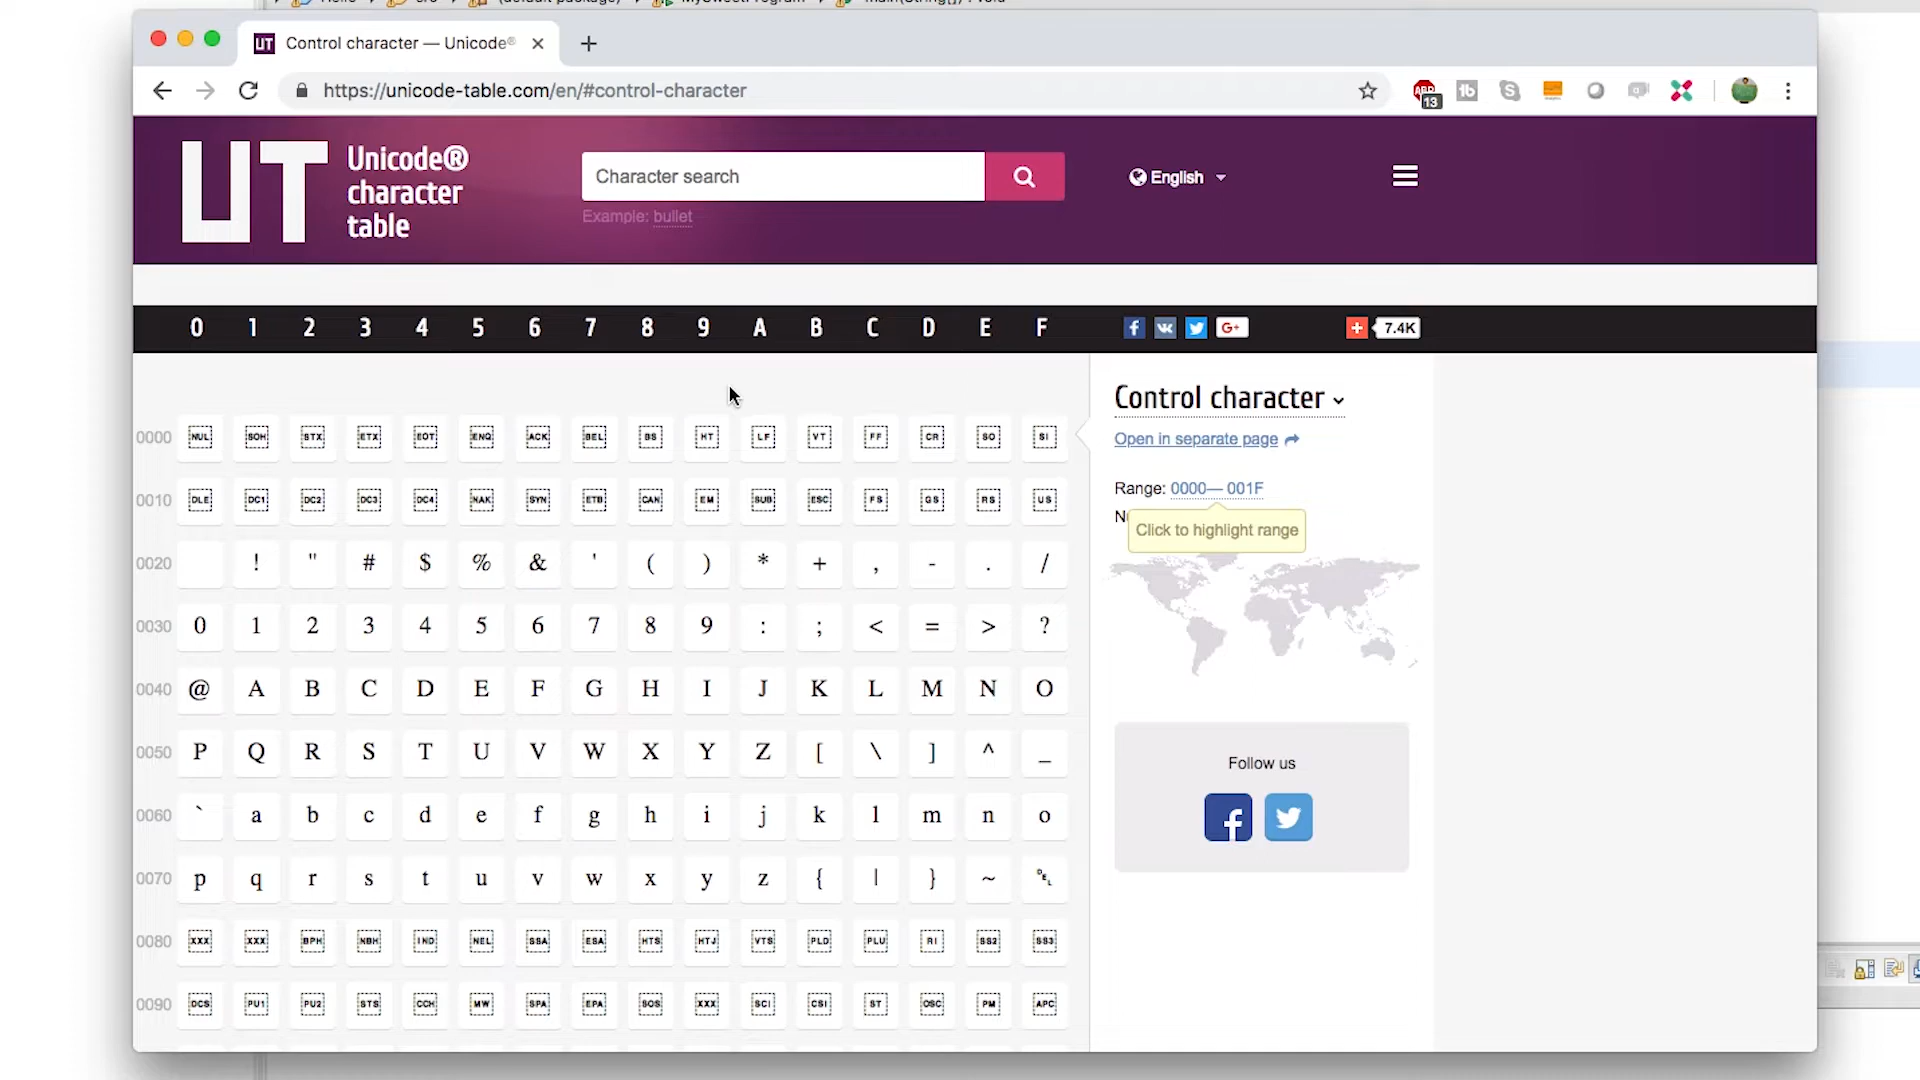 Control character — Unicode®
https://unicode-table.com/en/#control-character
13
UT
Unicode®
character
table
Character search
Example: bullet
English
0 1 2 3 4 5 6 7 8 9 A B C D E F
7.4K
Control character
Open in separate page
Range: 0000— 001F
Click to highlight range
0000 NUL SOH STX ETX EOT ENQ ACK BEL BS HT LF VT FF CR SO SI
0010 DLE DC1 DC2 DC3 DC4 NAK SYN ETB CAN EM SUB ESC FS GS RS US
0020 ! " # $ % & ' ( ) * + , - . /
0030 0 1 2 3 4 5 6 7 8 9 : ; < = > ?
0040 @ A B C D E F G H I J K L M N O
0050 P Q R S T U V W X Y Z [ \ ] ^ _
0060 ` a b c d e f g h i j k l m n o
0070 p q r s t u v w x y z { | } ~ DEL
0080 XXX XXX BPH NBH IND NEL SSA ESA HTS HTJ VTS PLD PLU RI SS2 SS3
0090 DCS PU1 PU2 STS CCH MW SPA EPA SOS XXX SCI CSI ST OSC PM APC
Follow us